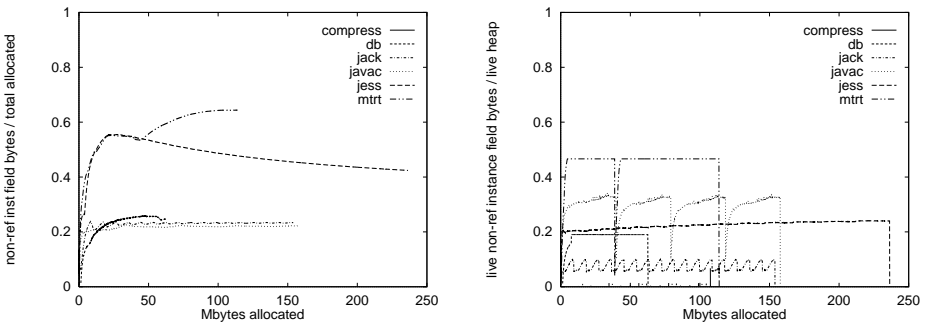 non-ref inst field bytes / total allocated
1
0.8
0.6
0.4
0.2
0
0 50 100 150 200 250
Mbytes allocated
compress
db
jack
javac
jess
mtrt
live non-ref instance field bytes / live heap
1
0.8
0.6
0.4
0.2
0
0 50 100 150 200 250
Mbytes allocated
compress
db
jack
javac
jess
mtrt